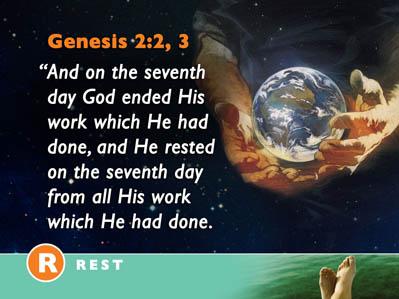 Genesis 2:2, 3
“And on the seventh
day God ended His
work which He had
done, and He rested
on the seventh day
from all His work
which He had done.
R REST